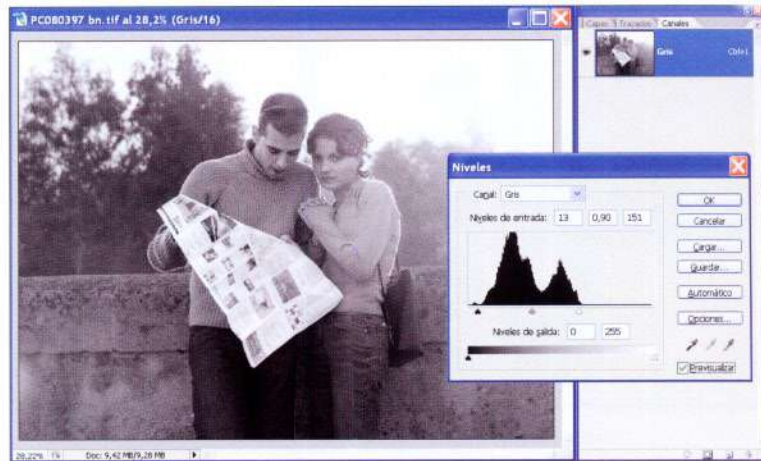 PC080397 bn.tif al 28,2% (Gris/16)
Capas Trazados Canales
Gris Ctrl+1
Niveles
Canal: Gris
OK
Niveles de entrada: 13 0,90 151
Cancelar
Cargar...
Guardar...
Automático
Opciones...
Niveles de salida: 0 255
Previsualizar
28,22% Doc: 9,42 MB/9,28 MB